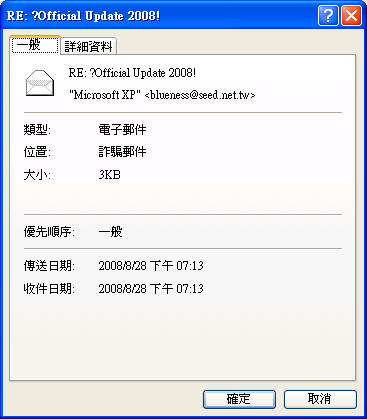 RE: ?Official Update 2008!
一般 詳細資料
RE: ?Official Update 2008!
"Microsoft XP" <blueness@seed.net.tw>
類型: 電子郵件
位置: 詐騙郵件
大小: 3KB
優先順序: 一般
傳送日期: 2008/8/28 下午 07:13
收件日期: 2008/8/28 下午 07:13
確定 取消